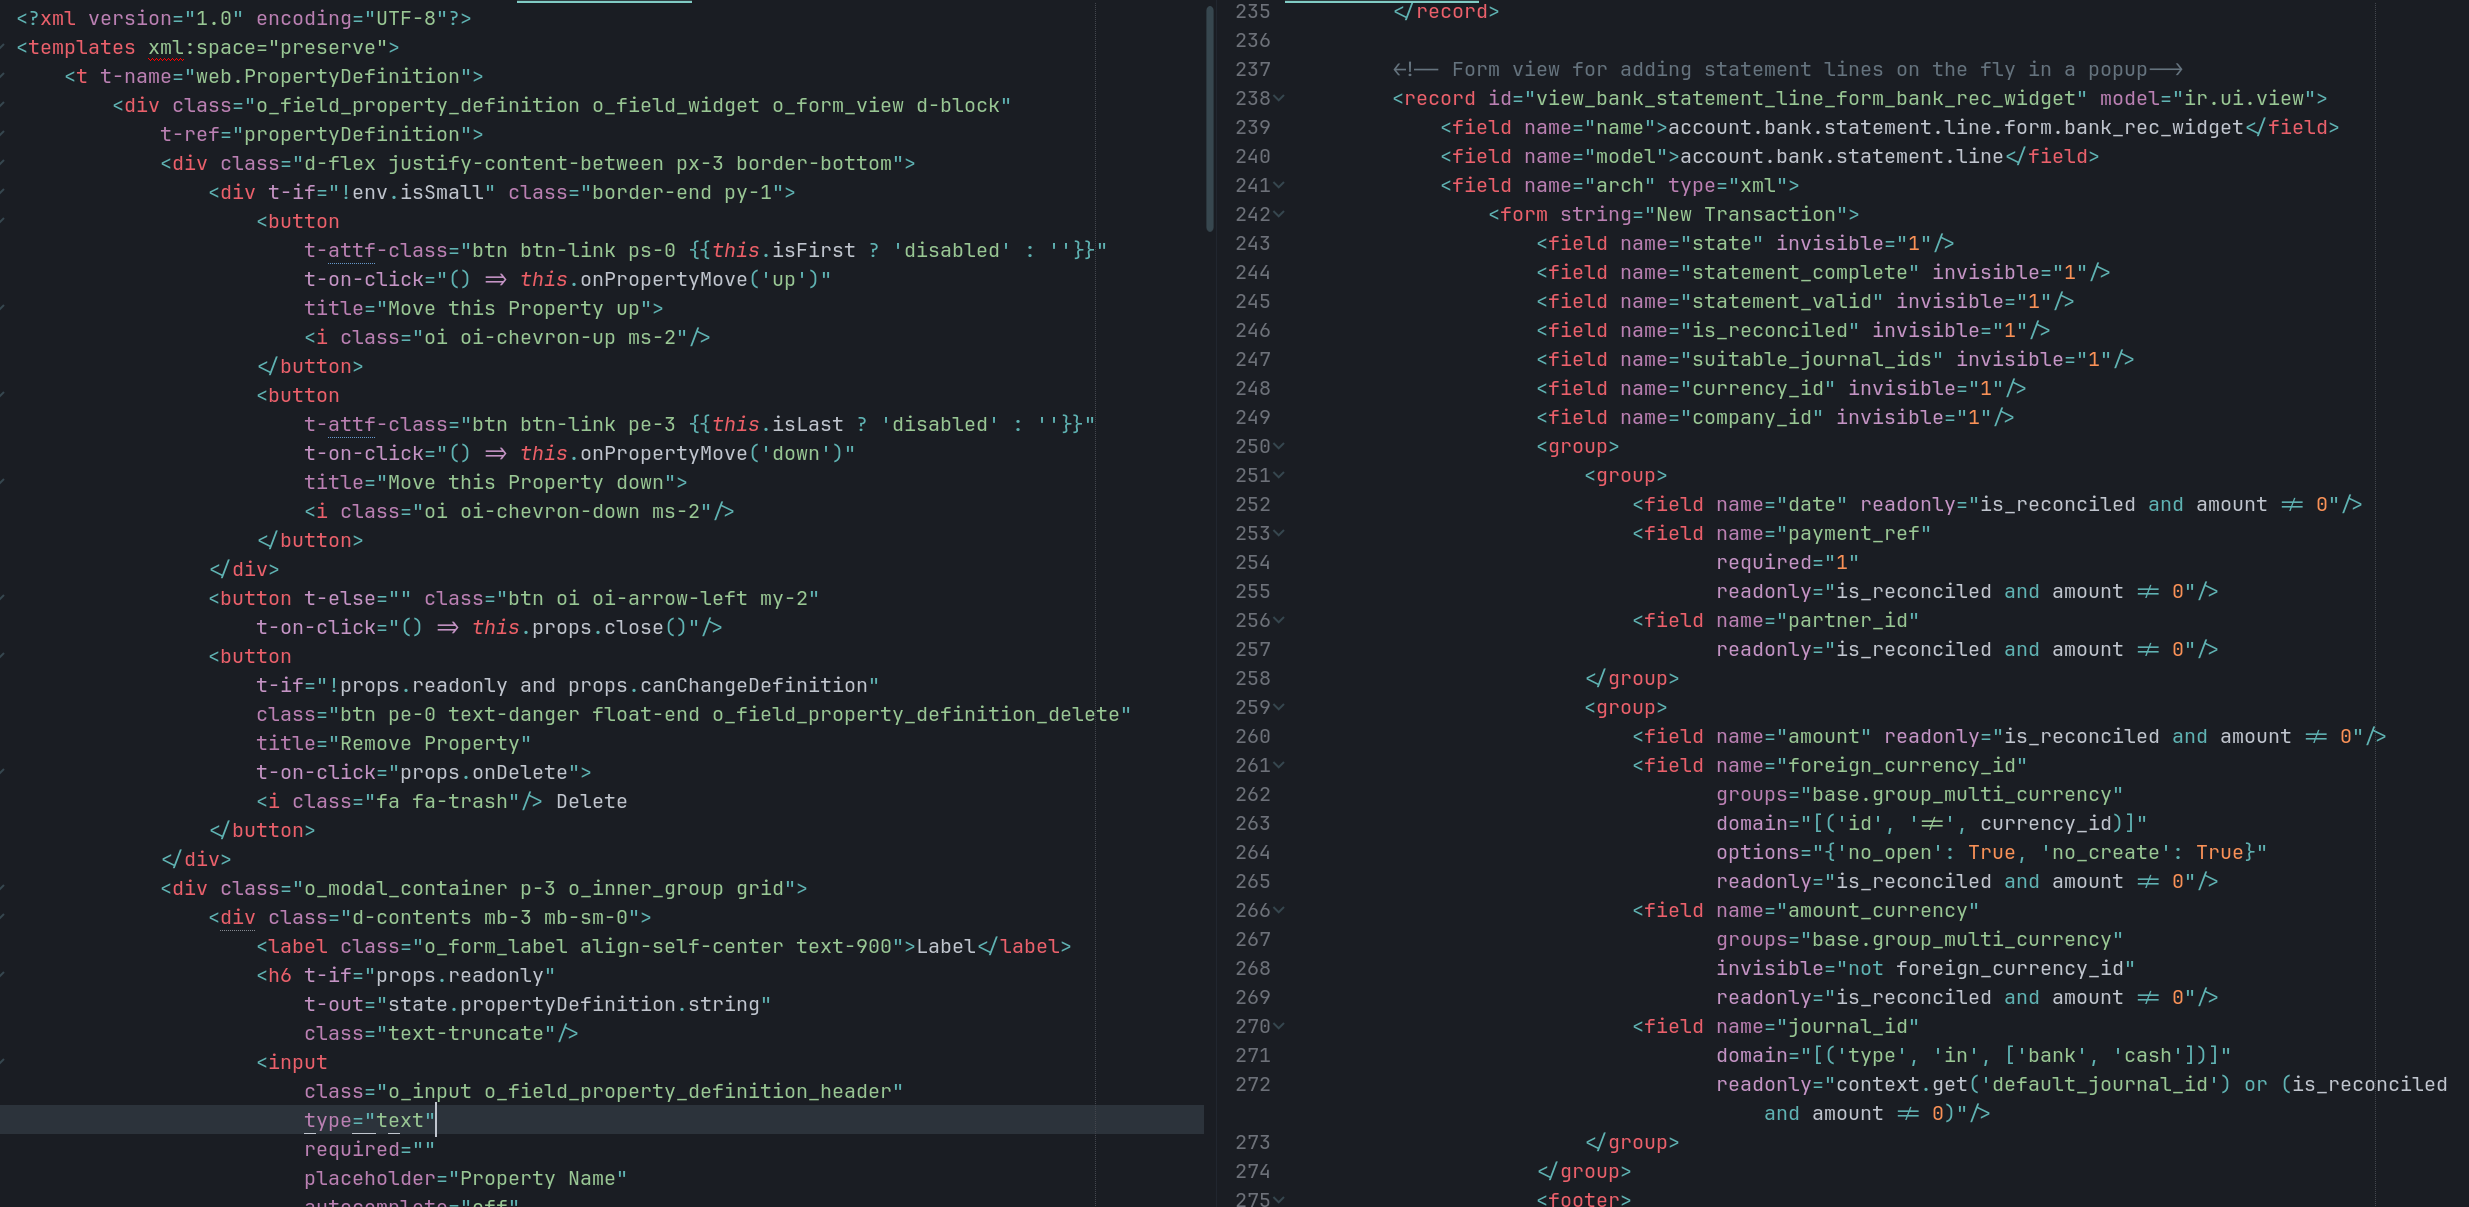 <?xml version="1.0" encoding="UTF-8"?>
<templates xml:space="preserve">
    <t t-name="web.PropertyDefinition">
        <div class="o_field_property_definition o_field_widget o_form_view d-block"
            t-ref="propertyDefinition">
            <div class="d-flex justify-content-between px-3 border-bottom">
                <div t-if="!env.isSmall" class="border-end py-1">
                    <button
                        t-attf-class="btn btn-link ps-0 {{this.isFirst ? 'disabled' : ''}}"
                        t-on-click="() => this.onPropertyMove('up')"
                        title="Move this Property up">
                        <i class="oi oi-chevron-up ms-2"/>
                    </button>
                    <button
                        t-attf-class="btn btn-link pe-3 {{this.isLast ? 'disabled' : ''}}"
                        t-on-click="() => this.onPropertyMove('down')"
                        title="Move this Property down">
                        <i class="oi oi-chevron-down ms-2"/>
                    </button>
                </div>
                <button t-else="" class="btn oi oi-arrow-left my-2"
                    t-on-click="() => this.props.close()"/>
                <button
                    t-if="!props.readonly and props.canChangeDefinition"
                    class="btn pe-0 text-danger float-end o_field_property_definition_delete"
                    title="Remove Property"
                    t-on-click="props.onDelete">
                    <i class="fa fa-trash"/> Delete
                </button>
            </div>
            <div class="o_modal_container p-3 o_inner_group grid">
                <div class="d-contents mb-3 mb-sm-0">
                    <label class="o_form_label align-self-center text-900">Label</label>
                    <h6 t-if="props.readonly"
                        t-out="state.propertyDefinition.string"
                        class="text-truncate"/>
                    <input
                        class="o_input o_field_property_definition_header"
                        type="text"
                        required=""
                        placeholder="Property Name"
                        autocomplete="off"
235         </record>
236
237         <!-- Form view for adding statement lines on the fly in a popup-->
238         <record id="view_bank_statement_line_form_bank_rec_widget" model="ir.ui.view">
239             <field name="name">account.bank.statement.line.form.bank_rec_widget</field>
240             <field name="model">account.bank.statement.line</field>
241             <field name="arch" type="xml">
242                 <form string="New Transaction">
243                     <field name="state" invisible="1"/>
244                     <field name="statement_complete" invisible="1"/>
245                     <field name="statement_valid" invisible="1"/>
246                     <field name="is_reconciled" invisible="1"/>
247                     <field name="suitable_journal_ids" invisible="1"/>
248                     <field name="currency_id" invisible="1"/>
249                     <field name="company_id" invisible="1"/>
250                     <group>
251                         <group>
252                             <field name="date" readonly="is_reconciled and amount != 0"/>
253                             <field name="payment_ref"
254                                    required="1"
255                                    readonly="is_reconciled and amount != 0"/>
256                             <field name="partner_id"
257                                    readonly="is_reconciled and amount != 0"/>
258                         </group>
259                         <group>
260                             <field name="amount" readonly="is_reconciled and amount != 0"/>
261                             <field name="foreign_currency_id"
262                                    groups="base.group_multi_currency"
263                                    domain="[('id', '!=', currency_id)]"
264                                    options="{'no_open': True, 'no_create': True}"
265                                    readonly="is_reconciled and amount != 0"/>
266                             <field name="amount_currency"
267                                    groups="base.group_multi_currency"
268                                    invisible="not foreign_currency_id"
269                                    readonly="is_reconciled and amount != 0"/>
270                             <field name="journal_id"
271                                    domain="[('type', 'in', ['bank', 'cash'])]"
272                                    readonly="context.get('default_journal_id') or (is_reconciled
                                       and amount != 0)"/>
273                         </group>
274                     </group>
275                     <footer>